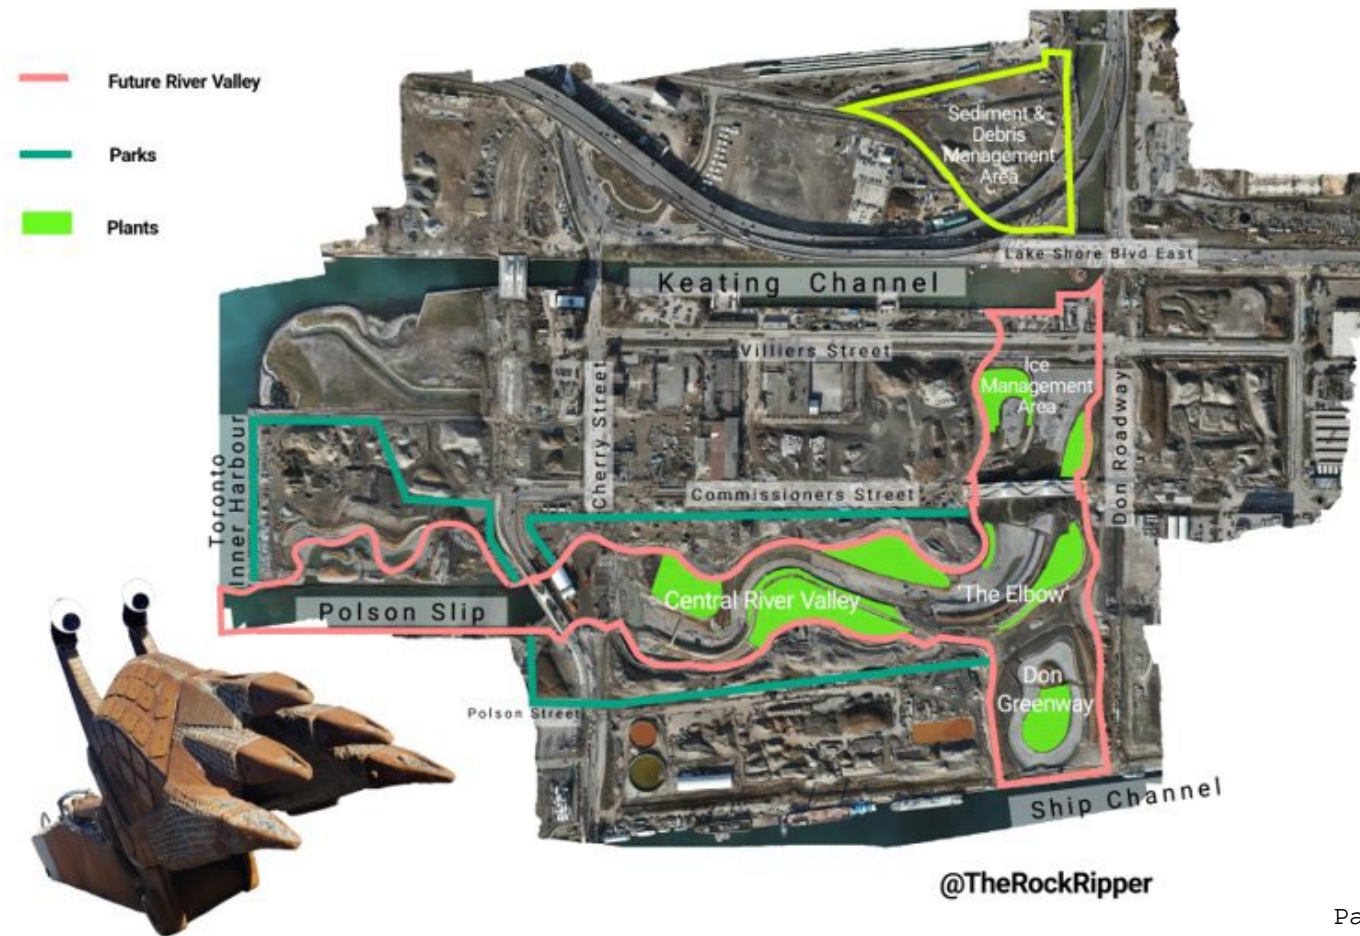 Future River Valley
Parks
Plants
Sediment &
Debris
Management
Area
Lake Shore Blvd East
Keating Channel
Villiers Street
Ice
Management
Area
Cherry Street
Don Roadway
Toronto
Inner Harbour
Commissioners Street
Polson Slip
Central River Valley
'The Elbow'
Don
Greenway
Polson Street
Ship Channel
@TheRockRipper
Pa